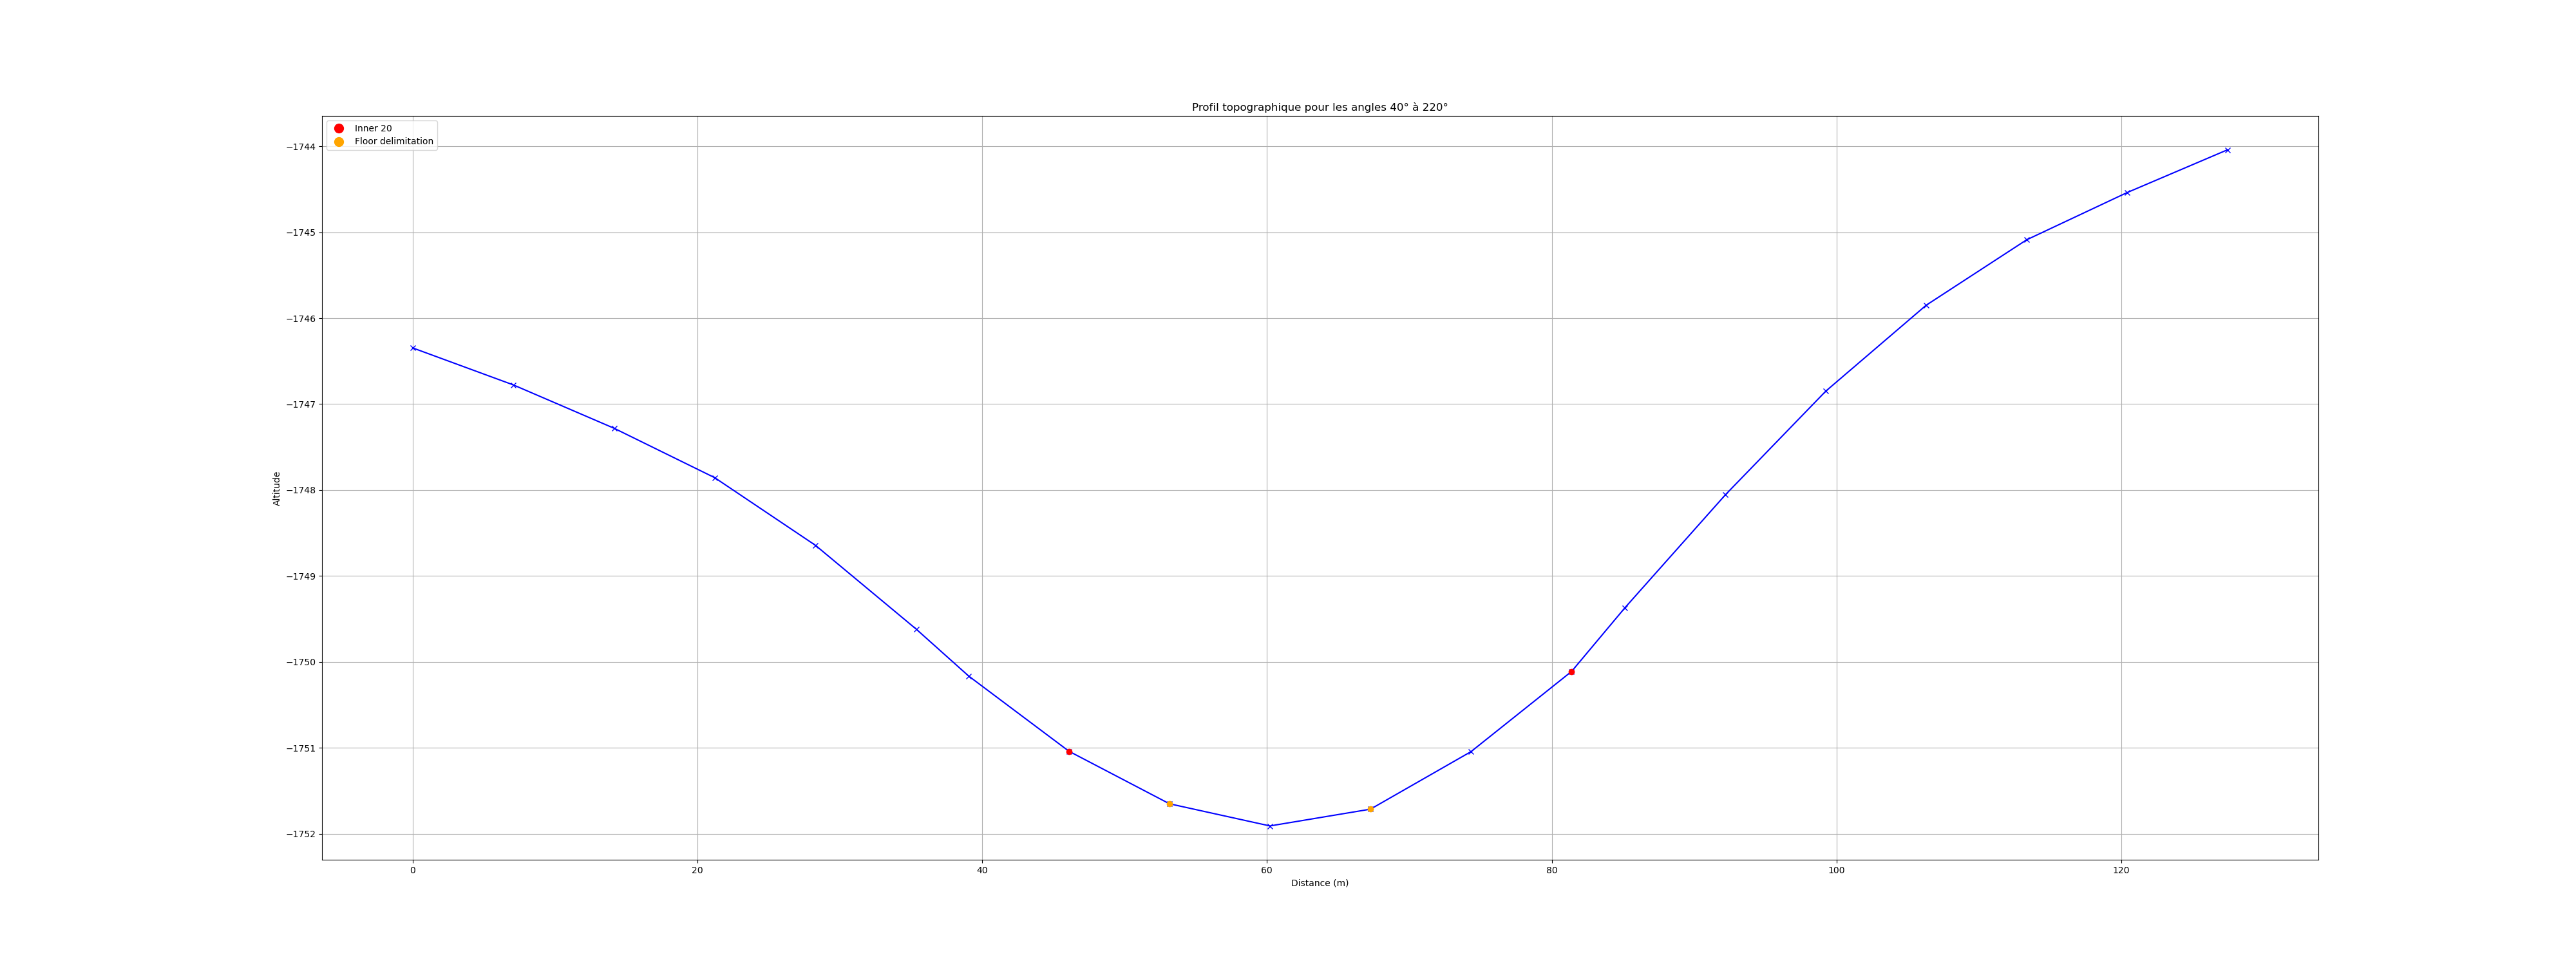 Profil topographique pour les angles 40° à 220°
Inner 20
Floor delimitation
−1744
−1745
−1746
−1747
−1748
−1749
−1750
−1751
−1752
Altitude
0 20 40 60 80 100 120
Distance (m)